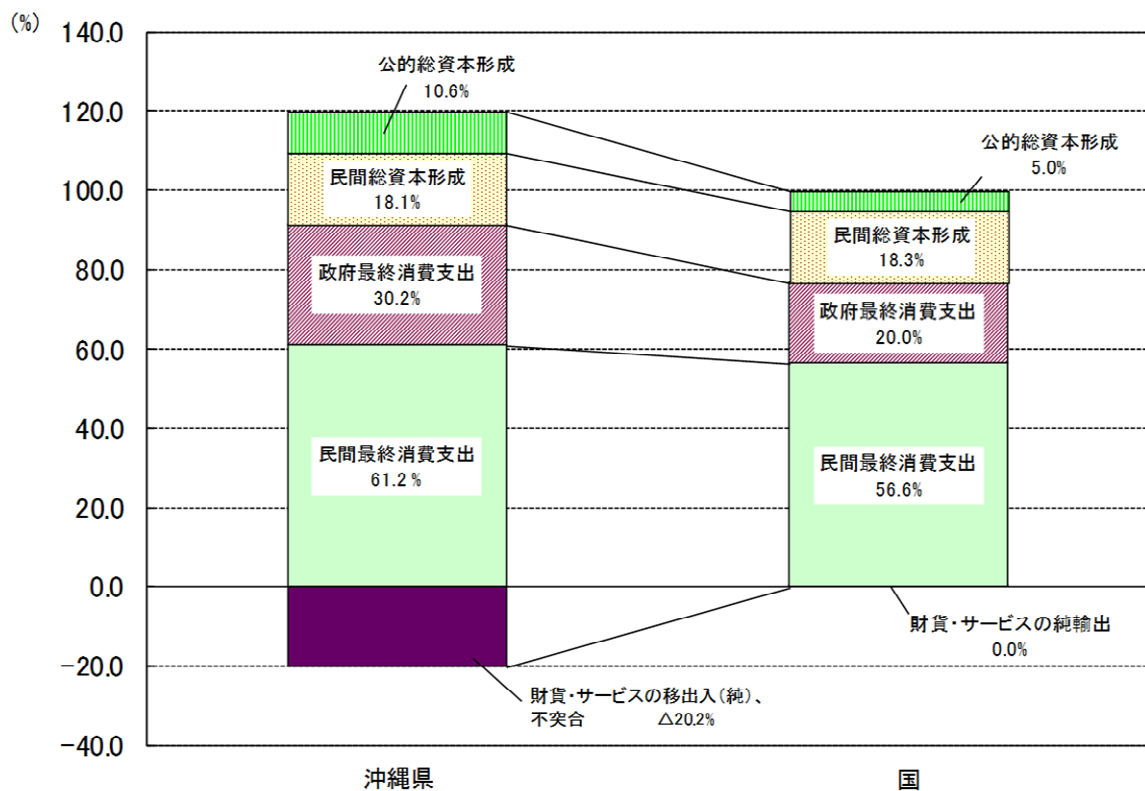 (%)
140.0
120.0
100.0
80.0
60.0
40.0
20.0
0.0
-20.0
-40.0
公的総資本形成
10.6%
民間総資本形成
18.1%
政府最終消費支出
30.2%
民間最終消費支出
61.2%
財貨・サービスの移出入(純)、
不突合 △20.2%
公的総資本形成
5.0%
民間総資本形成
18.3%
政府最終消費支出
20.0%
民間最終消費支出
56.6%
財貨・サービスの純輸出
0.0%
沖縄県
国